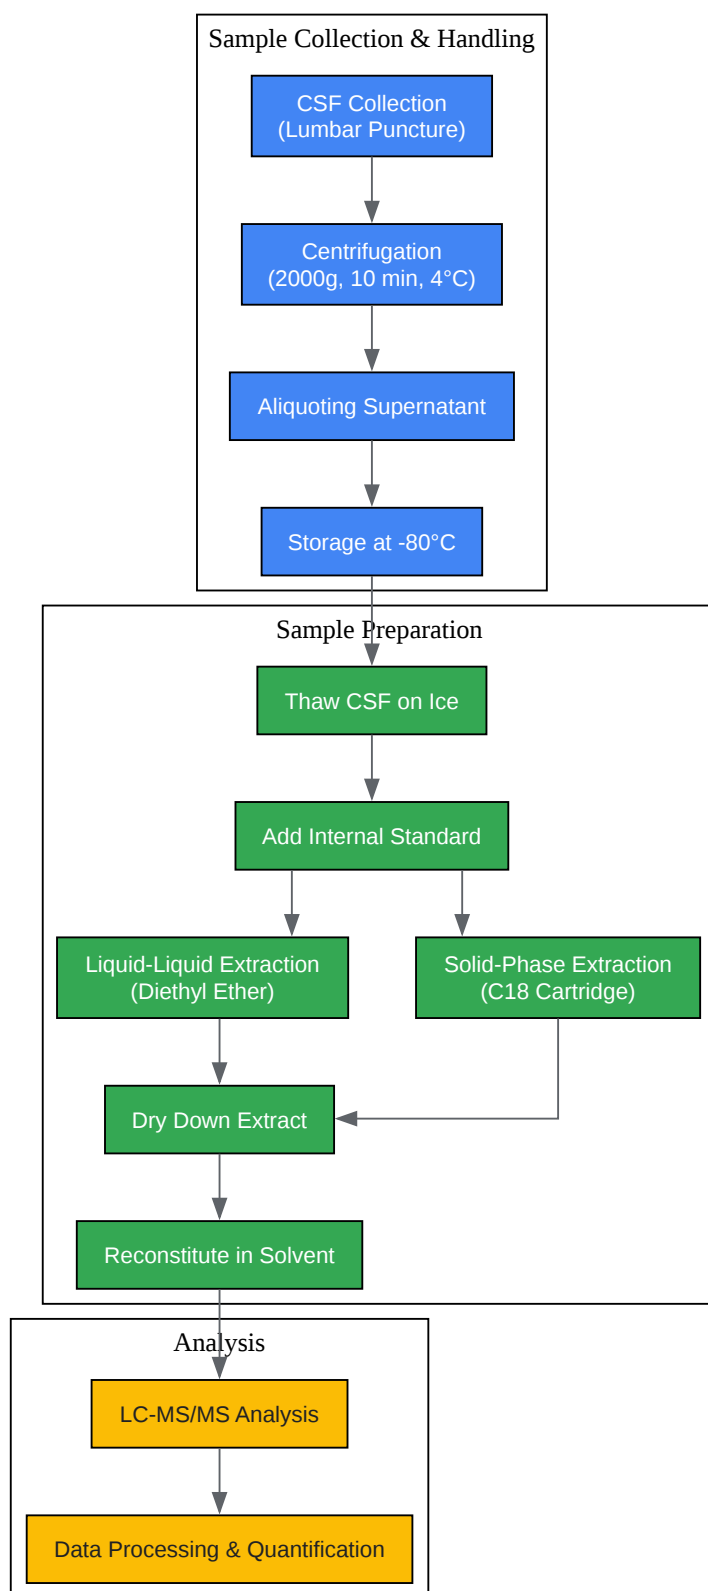 Sample Collection & Handling
CSF Collection
(Lumbar Puncture)
Centrifugation
(2000g, 10 min, 4°C)
Aliquoting Supernatant
Storage at -80°C
Sample Preparation
Thaw CSF on Ice
Add Internal Standard
Liquid-Liquid Extraction
(Diethyl Ether)
Solid-Phase Extraction
(C18 Cartridge)
Dry Down Extract
Reconstitute in Solvent
Analysis
LC-MS/MS Analysis
Data Processing & Quantification